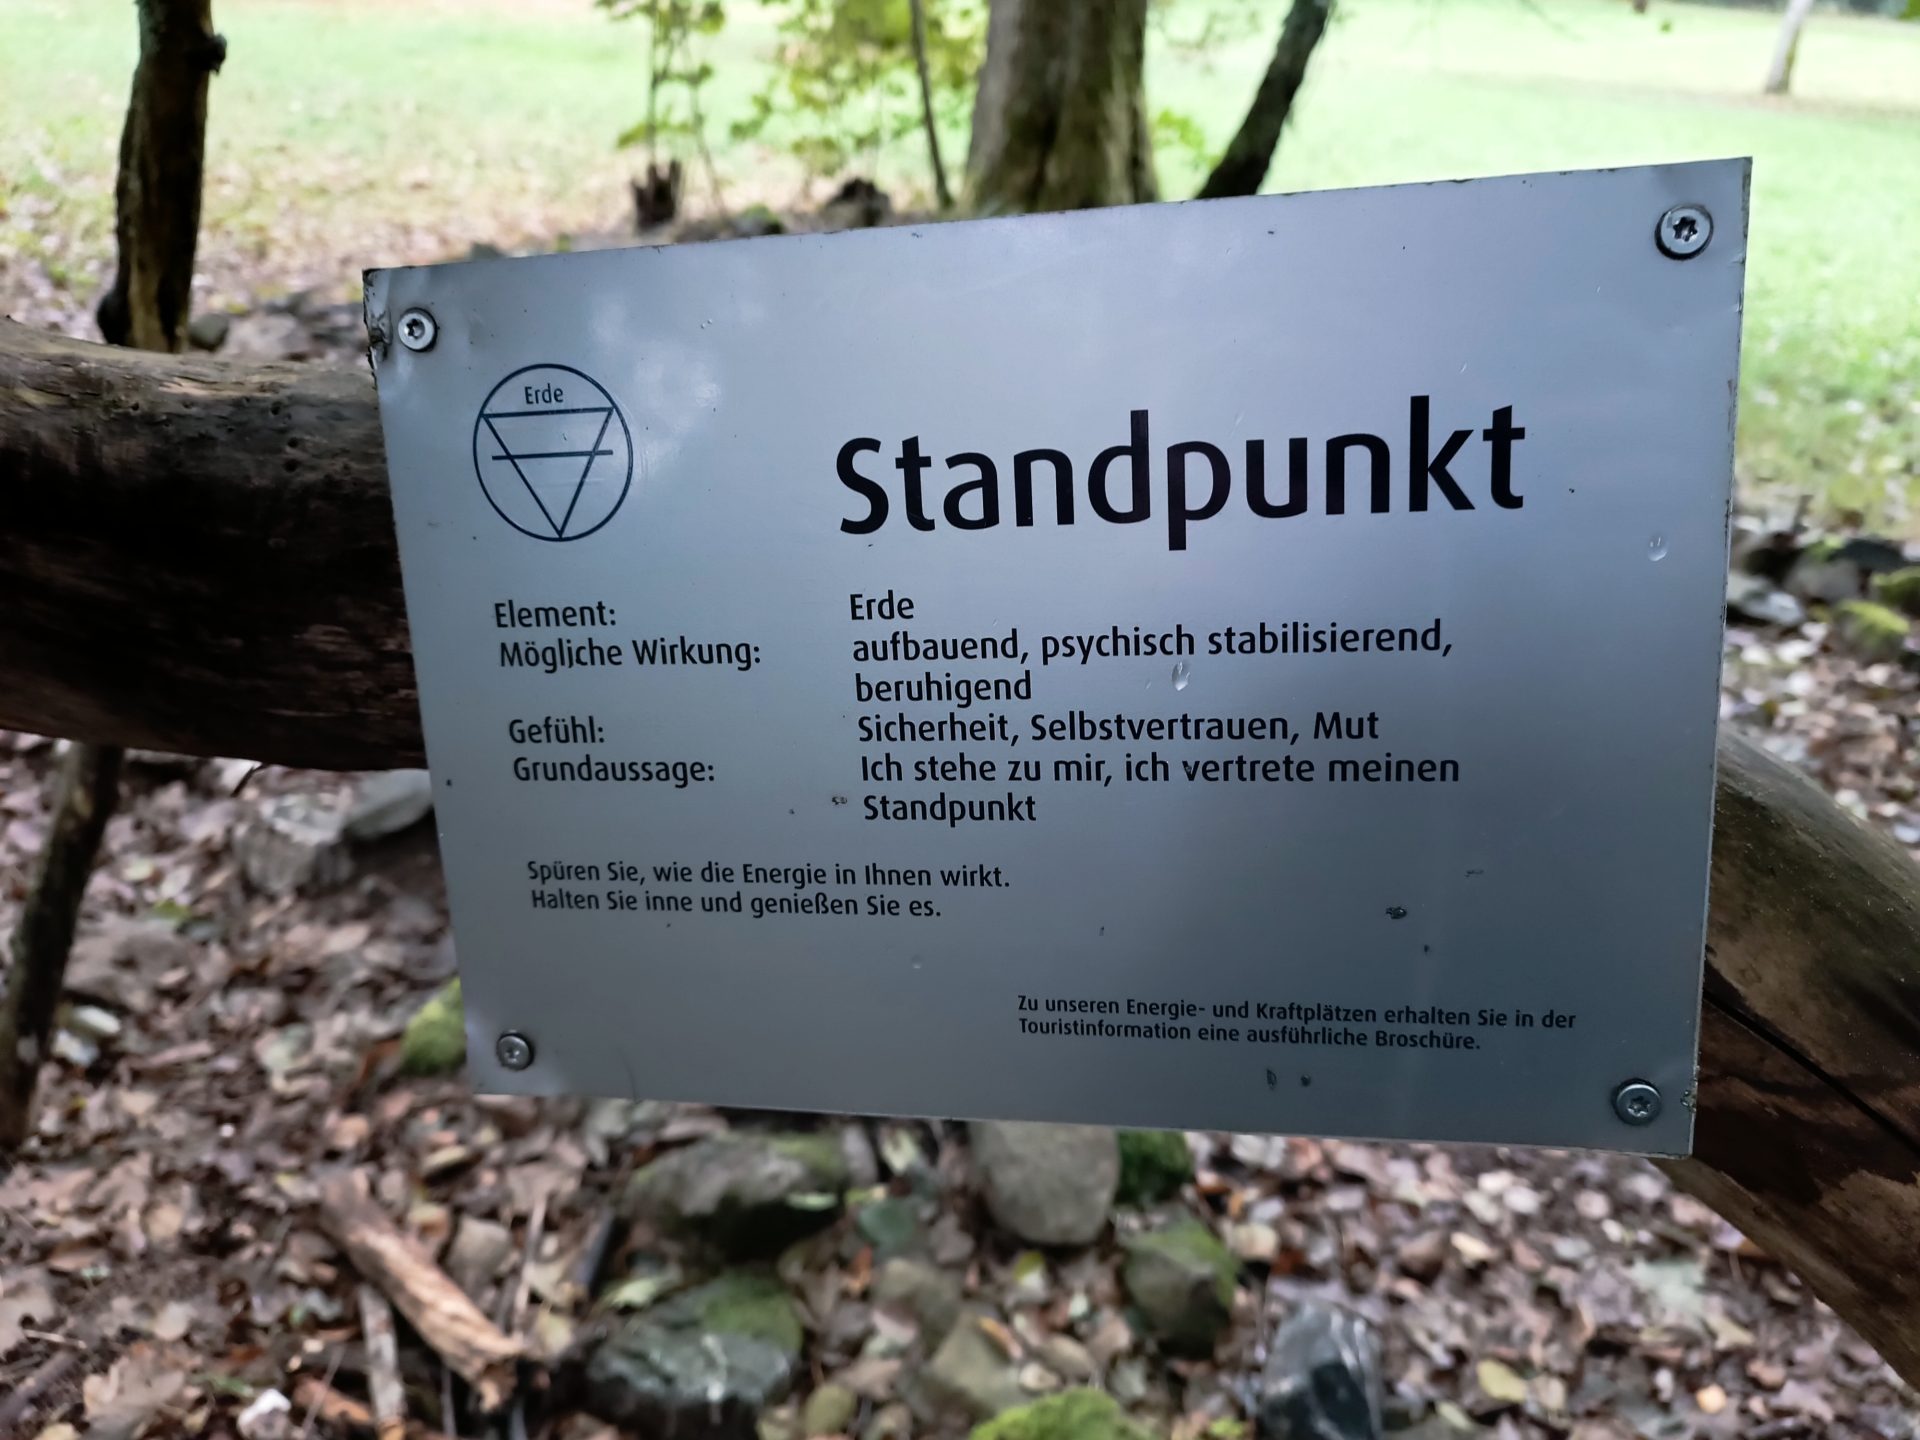 Erde
Standpunkt
Element: Erde
Mögliche Wirkung: aufbauend, psychisch stabilisierend,
beruhigend
Gefühl: Sicherheit, Selbstvertrauen, Mut
Grundaussage: Ich stehe zu mir, ich vertrete meinen
Standpunkt
Spüren Sie, wie die Energie in Ihnen wirkt.
Halten Sie inne und genießen Sie es.
Zu unseren Energie- und Kraftplätzen erhalten Sie in der
Touristinformation eine ausführliche Broschüre.